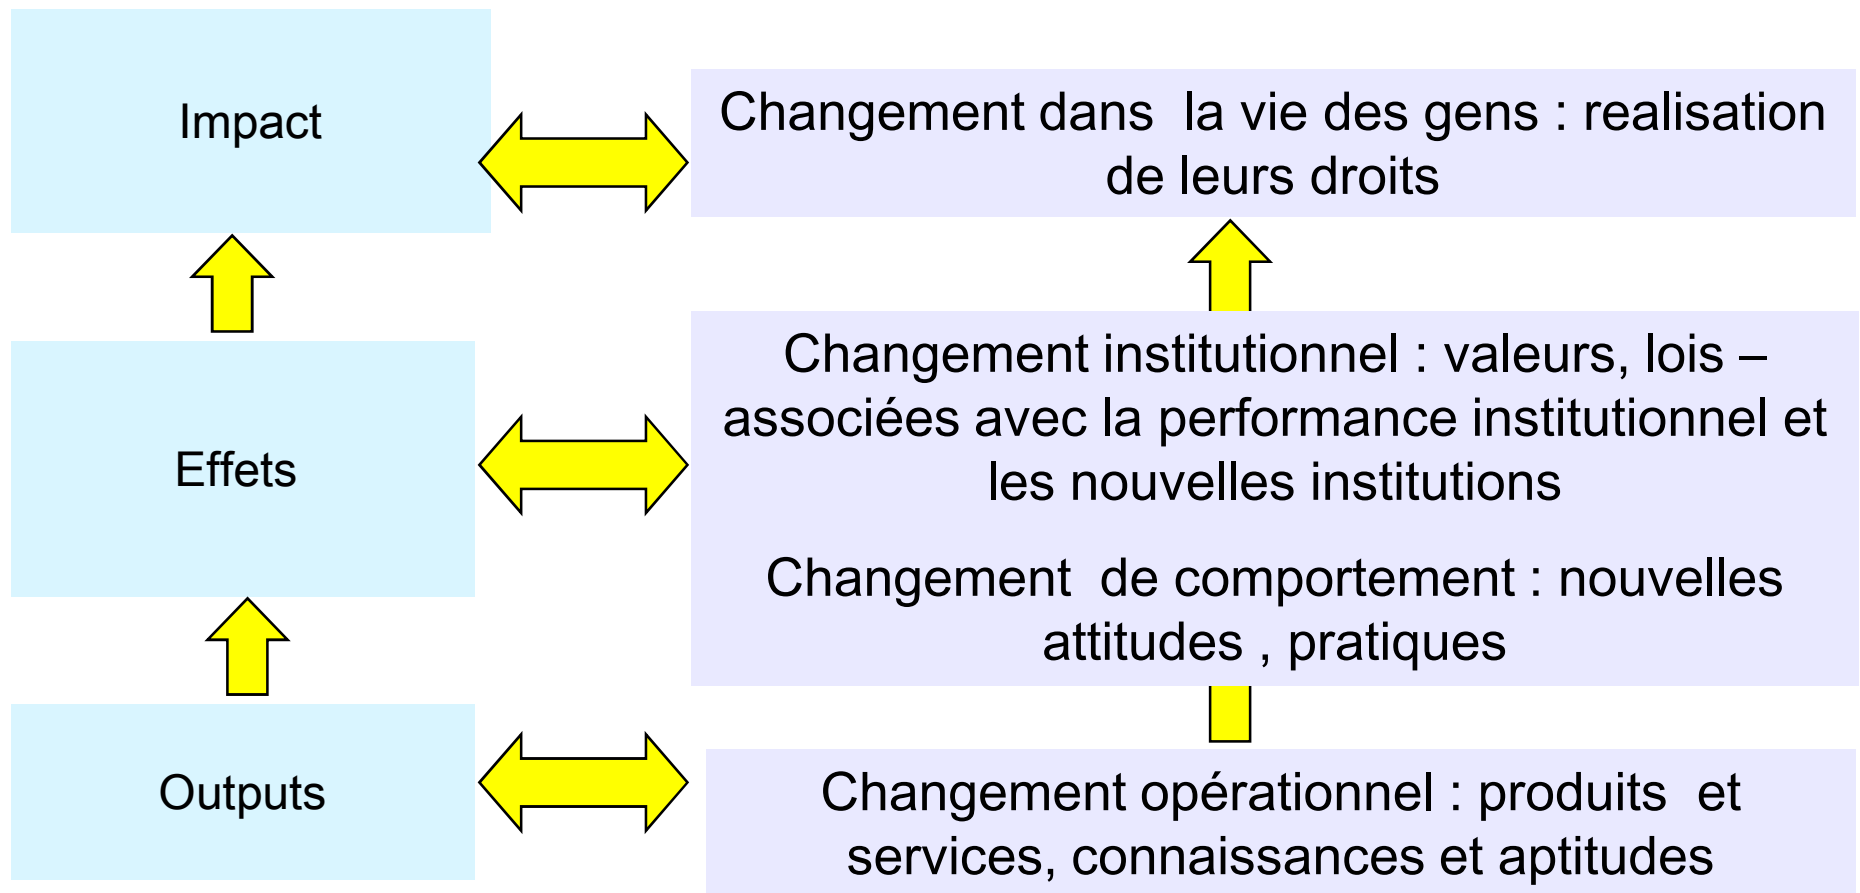 Impact
Changement dans la vie des gens : realisation
de leurs droits
Effets
Changement institutionnel : valeurs, lois –
associées avec la performance institutionnel et
les nouvelles institutions
Changement de comportement : nouvelles
attitudes , pratiques
Outputs
Changement opérationnel : produits et
services, connaissances et aptitudes